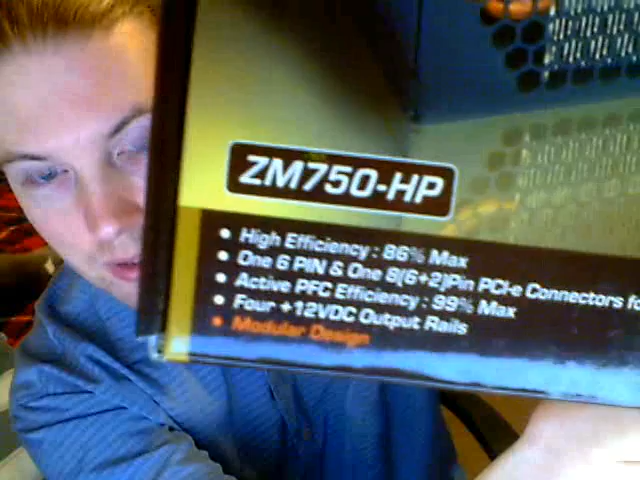 ZM750-HP
• High Efficiency : 86% Max
• One 6 PIN & One 8(6+2)Pin PCI-e Connectors fo
• Active PFC Efficiency : 99% Max
• Four +12VDC Output Rails
• Modular Design